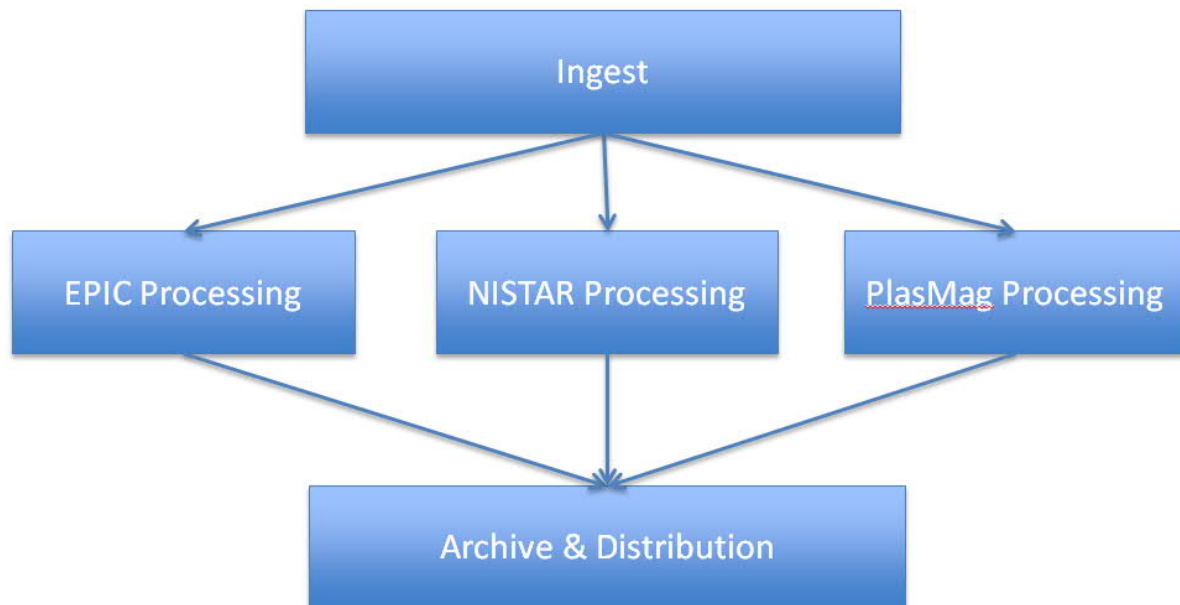 Ingest
EPIC Processing
NISTAR Processing
PlasMag Processing
Archive & Distribution